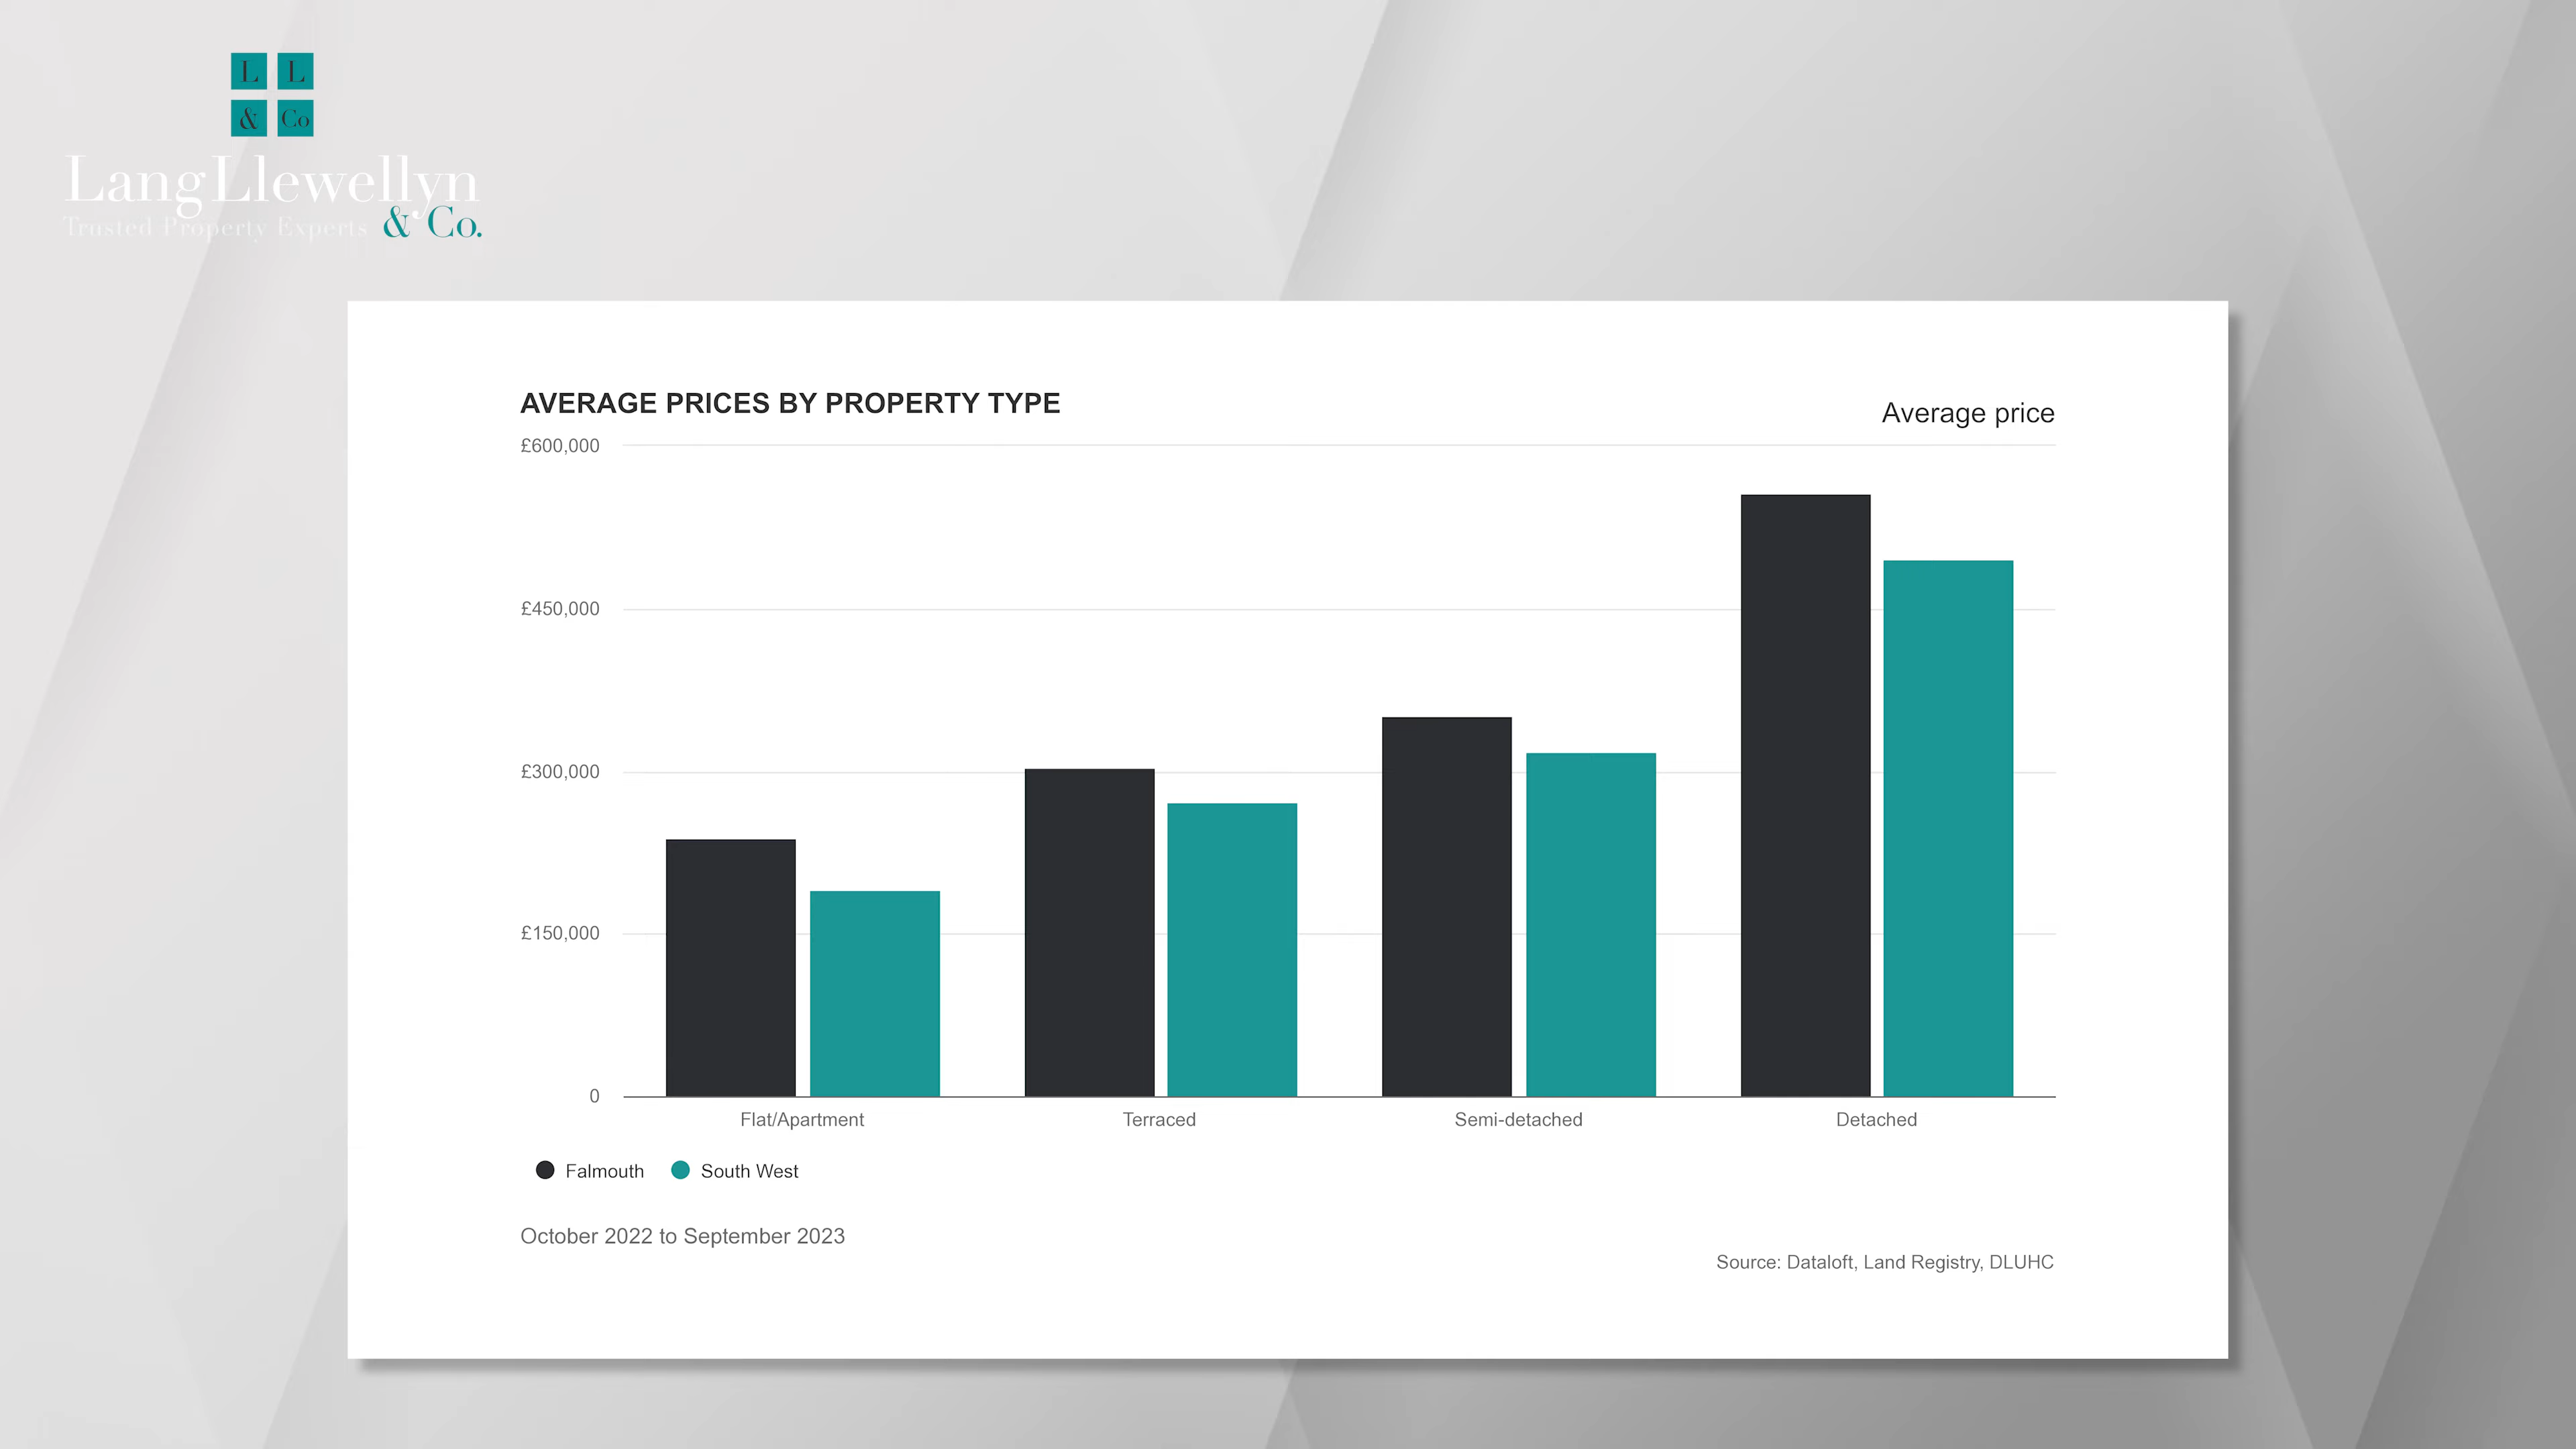 L L
& Co
Lang Llewellyn
Trusted Property Experts & Co.
AVERAGE PRICES BY PROPERTY TYPE
Average price
£600,000
£450,000
£300,000
£150,000
0
Flat/Apartment Terraced Semi-detached Detached
Falmouth South West
October 2022 to September 2023
Source: Dataloft, Land Registry, DLUHC